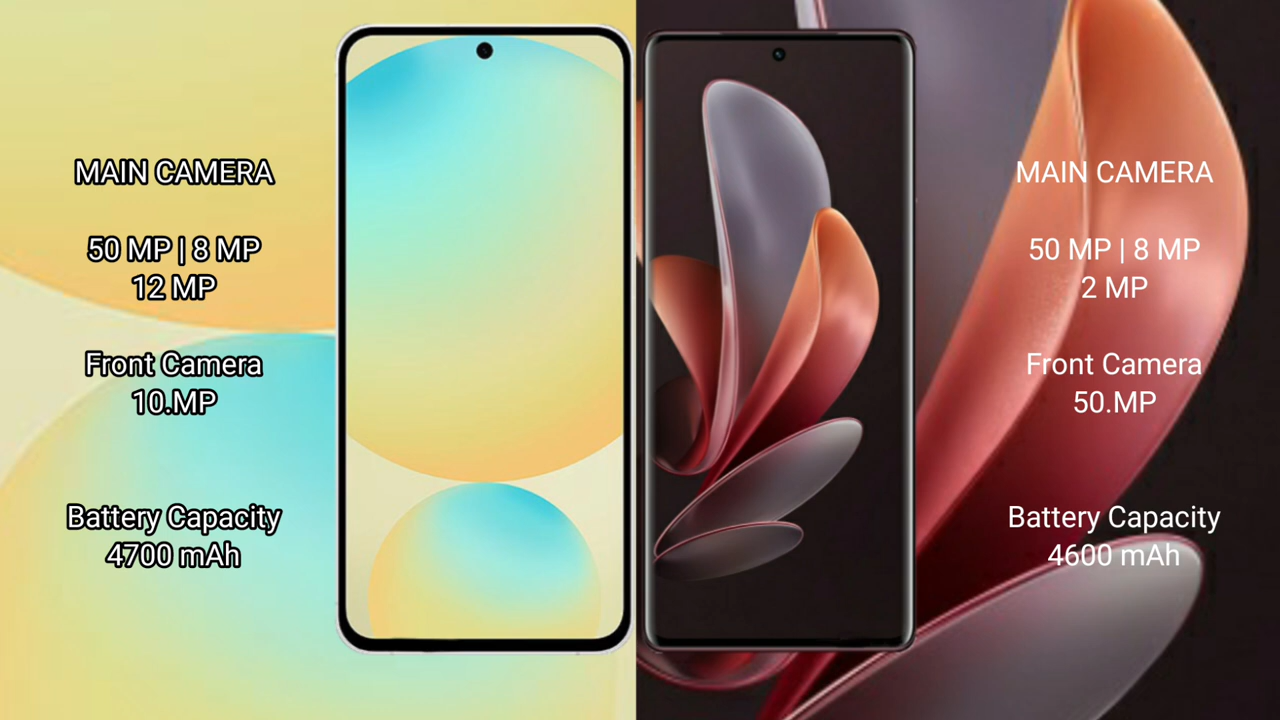 MAIN CAMERA
50 MP | 8 MP
12 MP
Front Camera
10.MP
Battery Capacity
4700 mAh
MAIN CAMERA
50 MP | 8 MP
2 MP
Front Camera
50.MP
Battery Capacity
4600 mAh